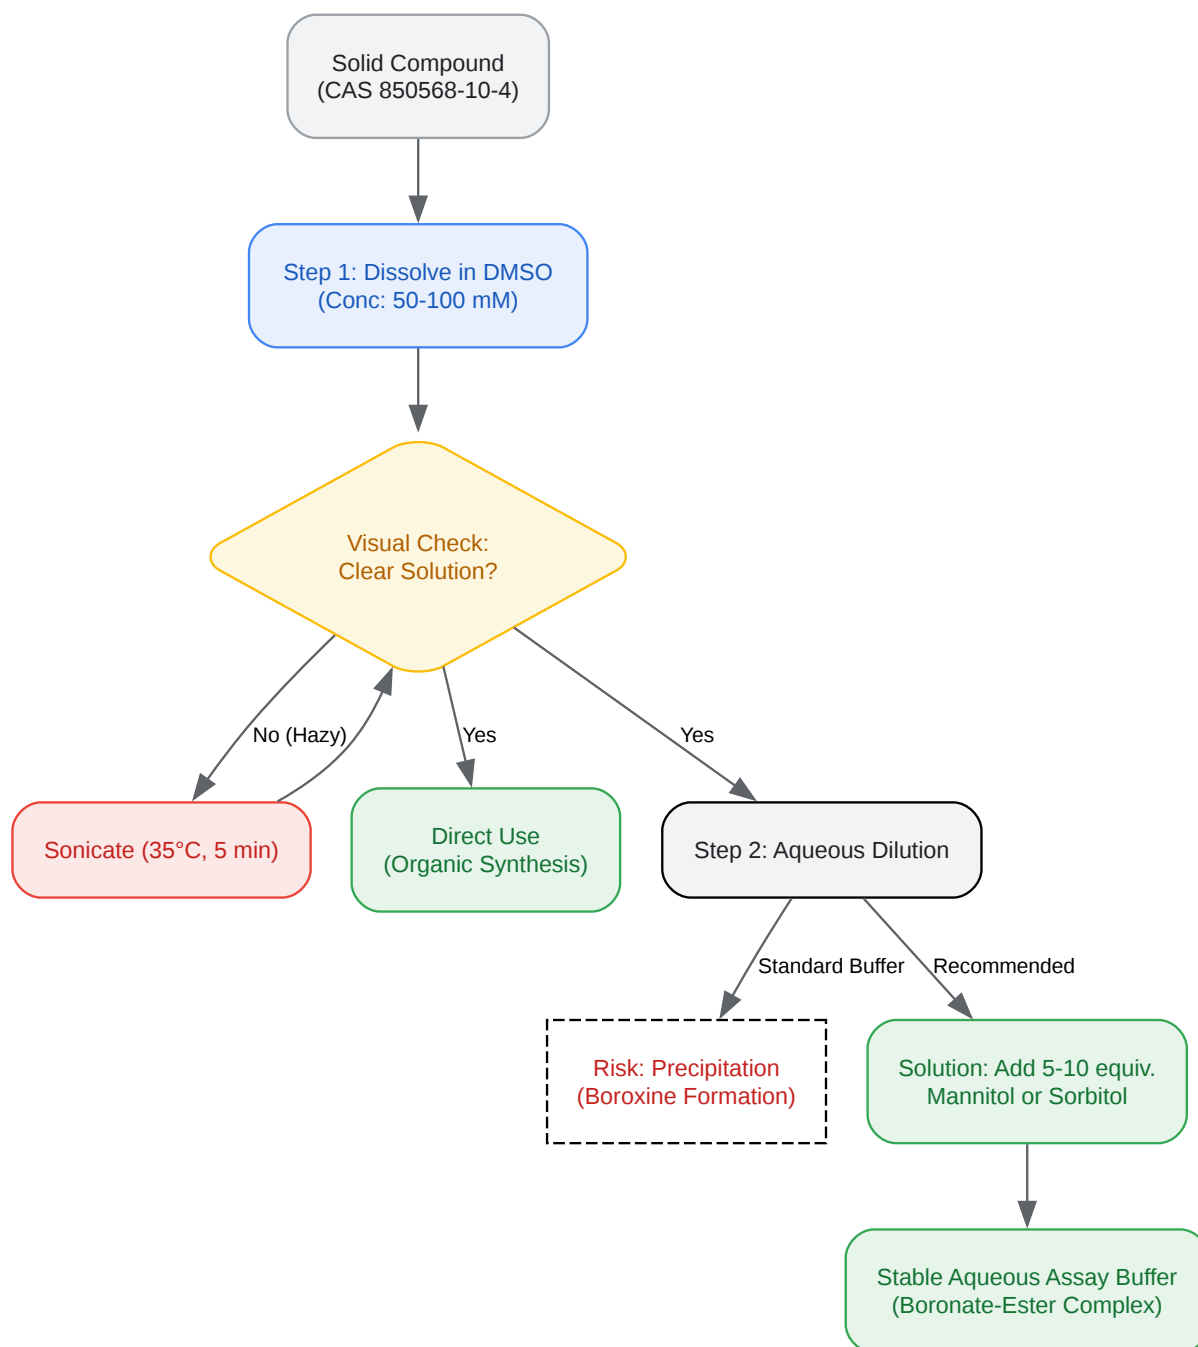 Solid Compound
(CAS 850568-10-4)
Step 1: Dissolve in DMSO
(Conc: 50-100 mM)
Visual Check:
Clear Solution?
No (Hazy)
Yes
Yes
Sonicate (35°C, 5 min)
Direct Use
(Organic Synthesis)
Step 2: Aqueous Dilution
Standard Buffer
Recommended
Risk: Precipitation
(Boroxine Formation)
Solution: Add 5-10 equiv.
Mannitol or Sorbitol
Stable Aqueous Assay Buffer
(Boronate-Ester Complex)